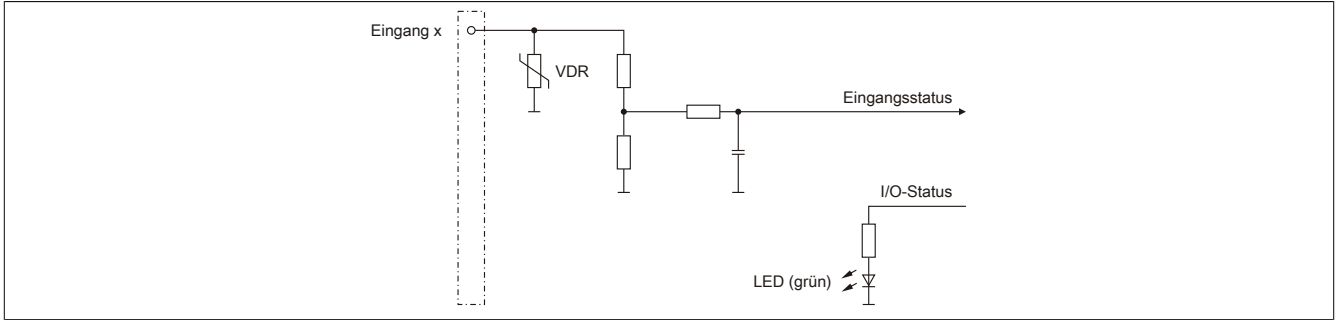 Eingang x
VDR
Eingangsstatus
I/O-Status
LED (grün)